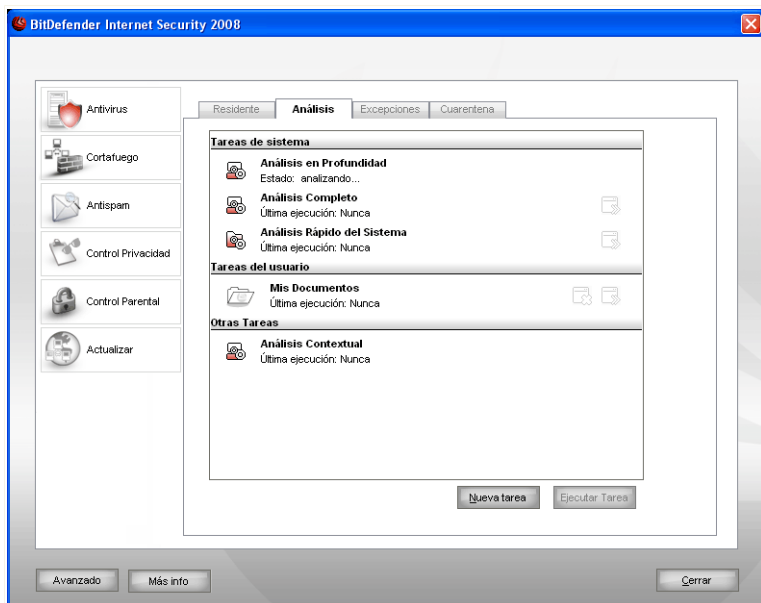 BitDefender Internet Security 2008
Antivirus
Cortafuego
Antispam
Control Privacidad
Control Parental
Actualizar
Residente
Análisis
Excepciones
Cuarentena
Tareas de sistema
Análisis en Profundidad
Estado: analizando...
Análisis Completo
Última ejecución: Nunca
Análisis Rápido del Sistema
Última ejecución: Nunca
Tareas del usuario
Mis Documentos
Última ejecución: Nunca
Otras Tareas
Análisis Contextual
Última ejecución: Nunca
Nueva tarea
Ejecutar Tarea
Avanzado
Más info
Cerrar